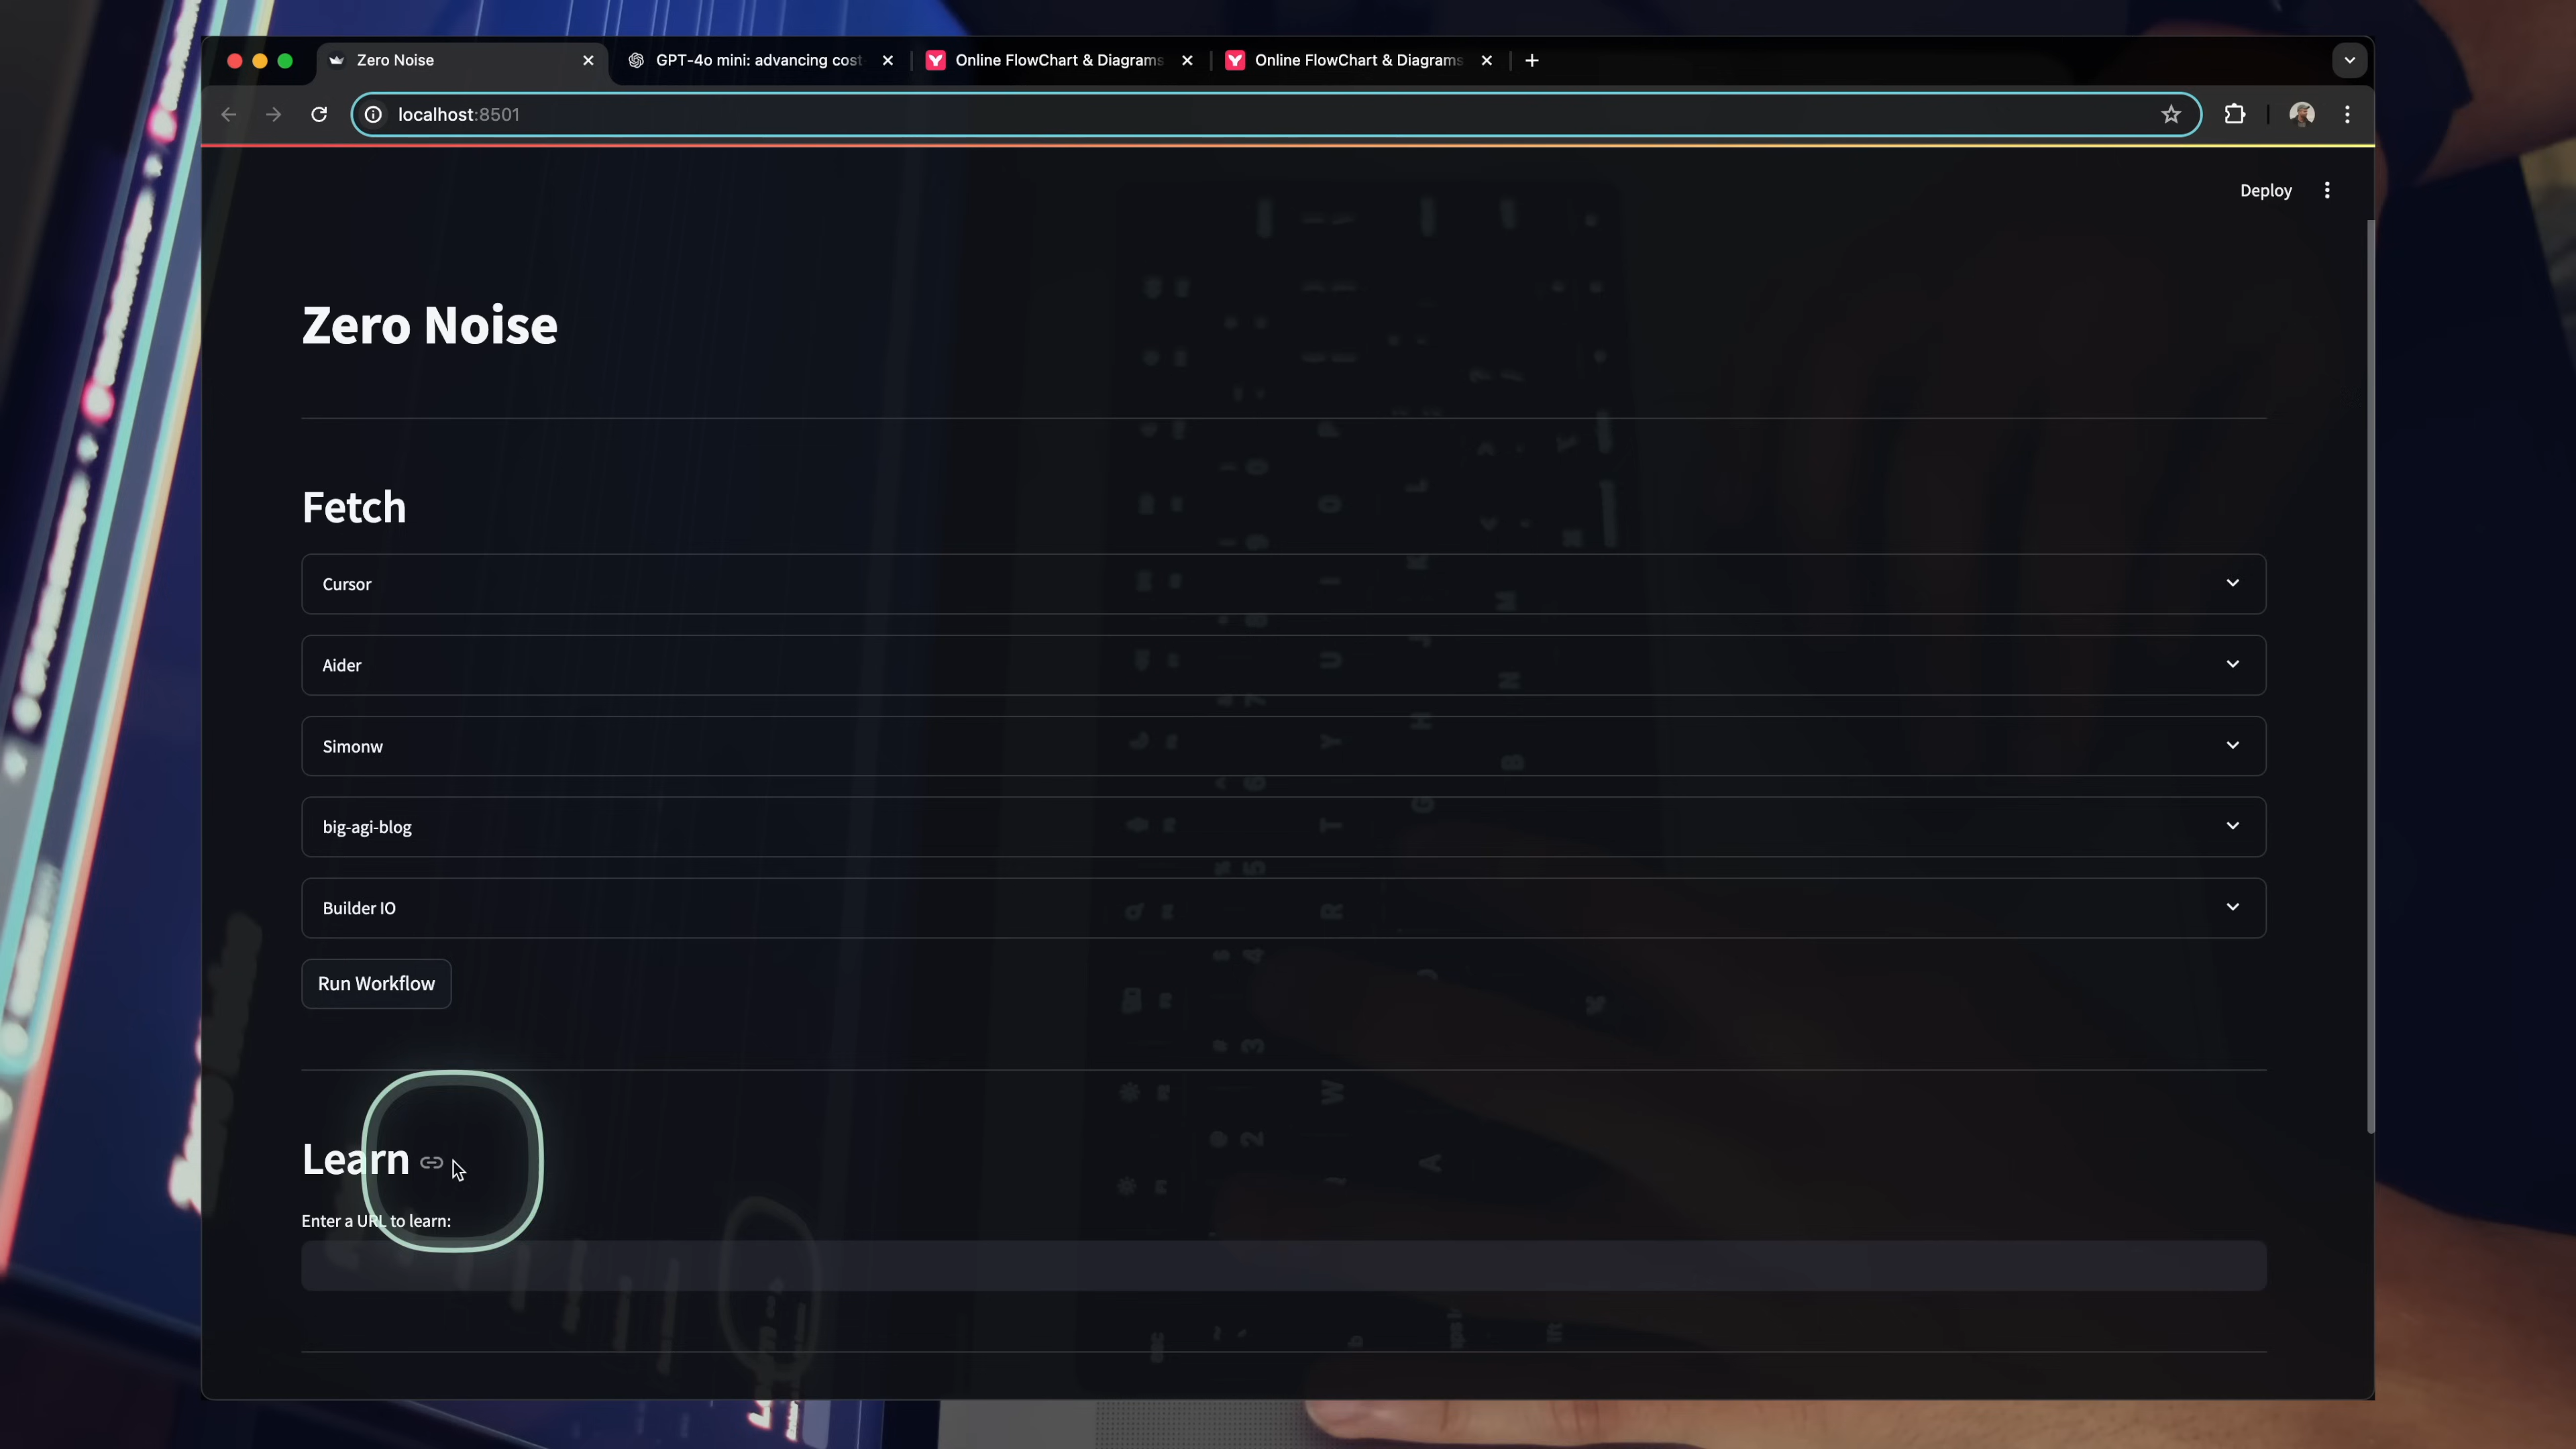 Zero Noise
GPT-4o mini: advancing cost
Online FlowChart & Diagrams
Online FlowChart & Diagrams
localhost:8501
Deploy
Zero Noise
Fetch
Cursor
Aider
Simonw
big-agi-blog
Builder IO
Run Workflow
Learn
Enter a URL to learn: